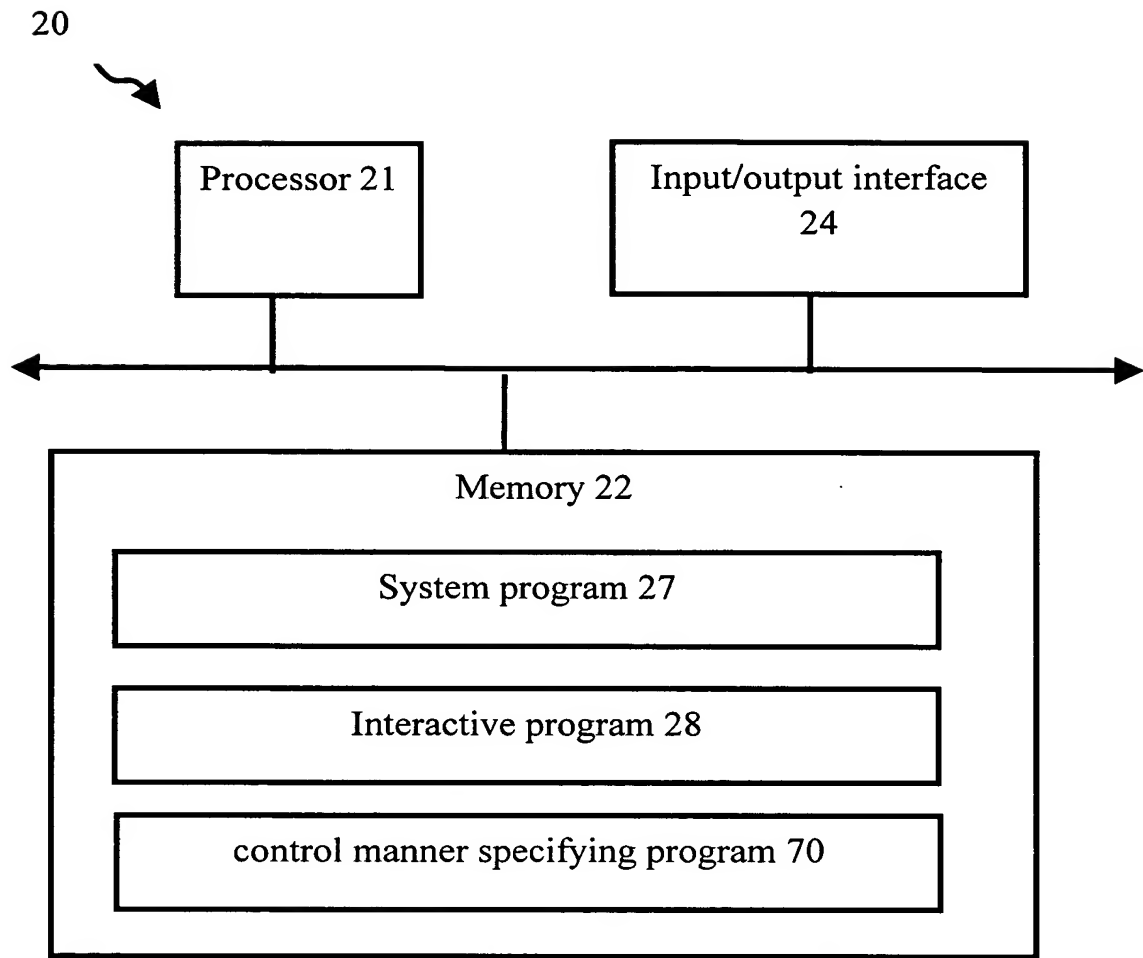 20
Processor 21
Input/output interface
24
Memory 22
System program 27
Interactive program 28
control manner specifying program 70